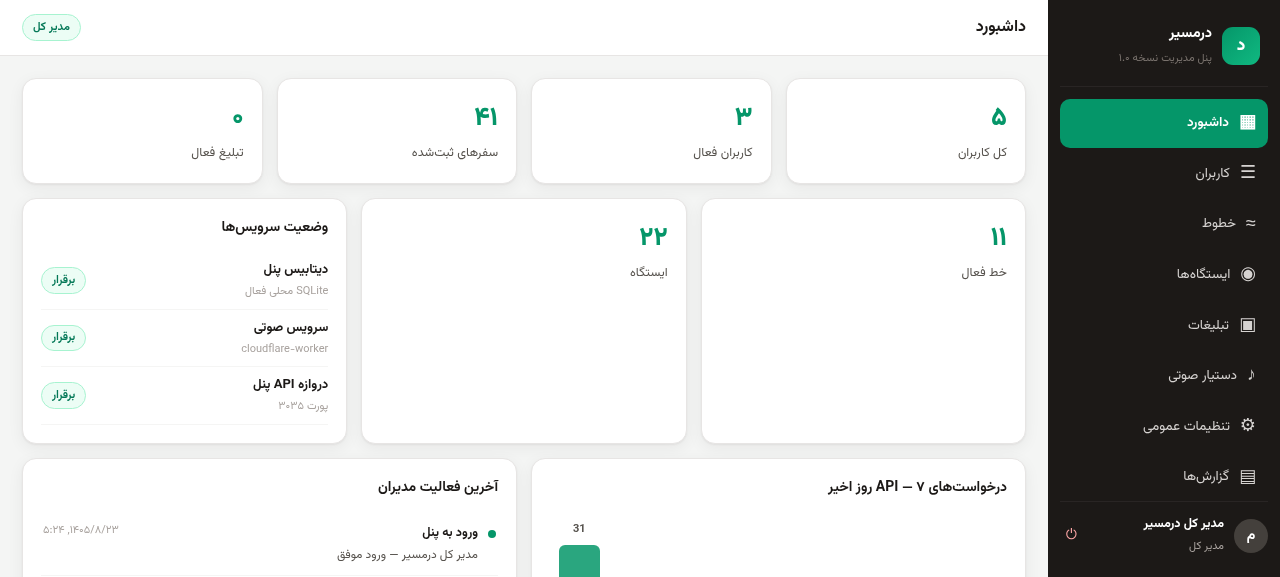 د
درمسیر
پنل مدیریت نسخه ۱.۰
داشبورد
کاربران
خطوط
ایستگاه‌ها
تبلیغات
دستیار صوتی
تنظیمات عمومی
گزارش‌ها
م
مدیر کل درمسیر
مدیر کل
داشبورد
مدیر کل
۵
کل کاربران
۳
کاربران فعال
۴۱
سفرهای ثبت‌شده
۰
تبلیغ فعال
۱۱
خط فعال
۲۲
ایستگاه
وضعیت سرویس‌ها
دیتابیس پنل
SQLite محلی فعال
برقرار
سرویس صوتی
cloudflare-worker
برقرار
دروازه API پنل
پورت ۳۰۳۵
برقرار
درخواست‌های API — ۷ روز اخیر
31
آخرین فعالیت مدیران
ورود به پنل
۱۴۰۵/۸/۲۳, ۵:۲۴
مدیر کل درمسیر — ورود موفق